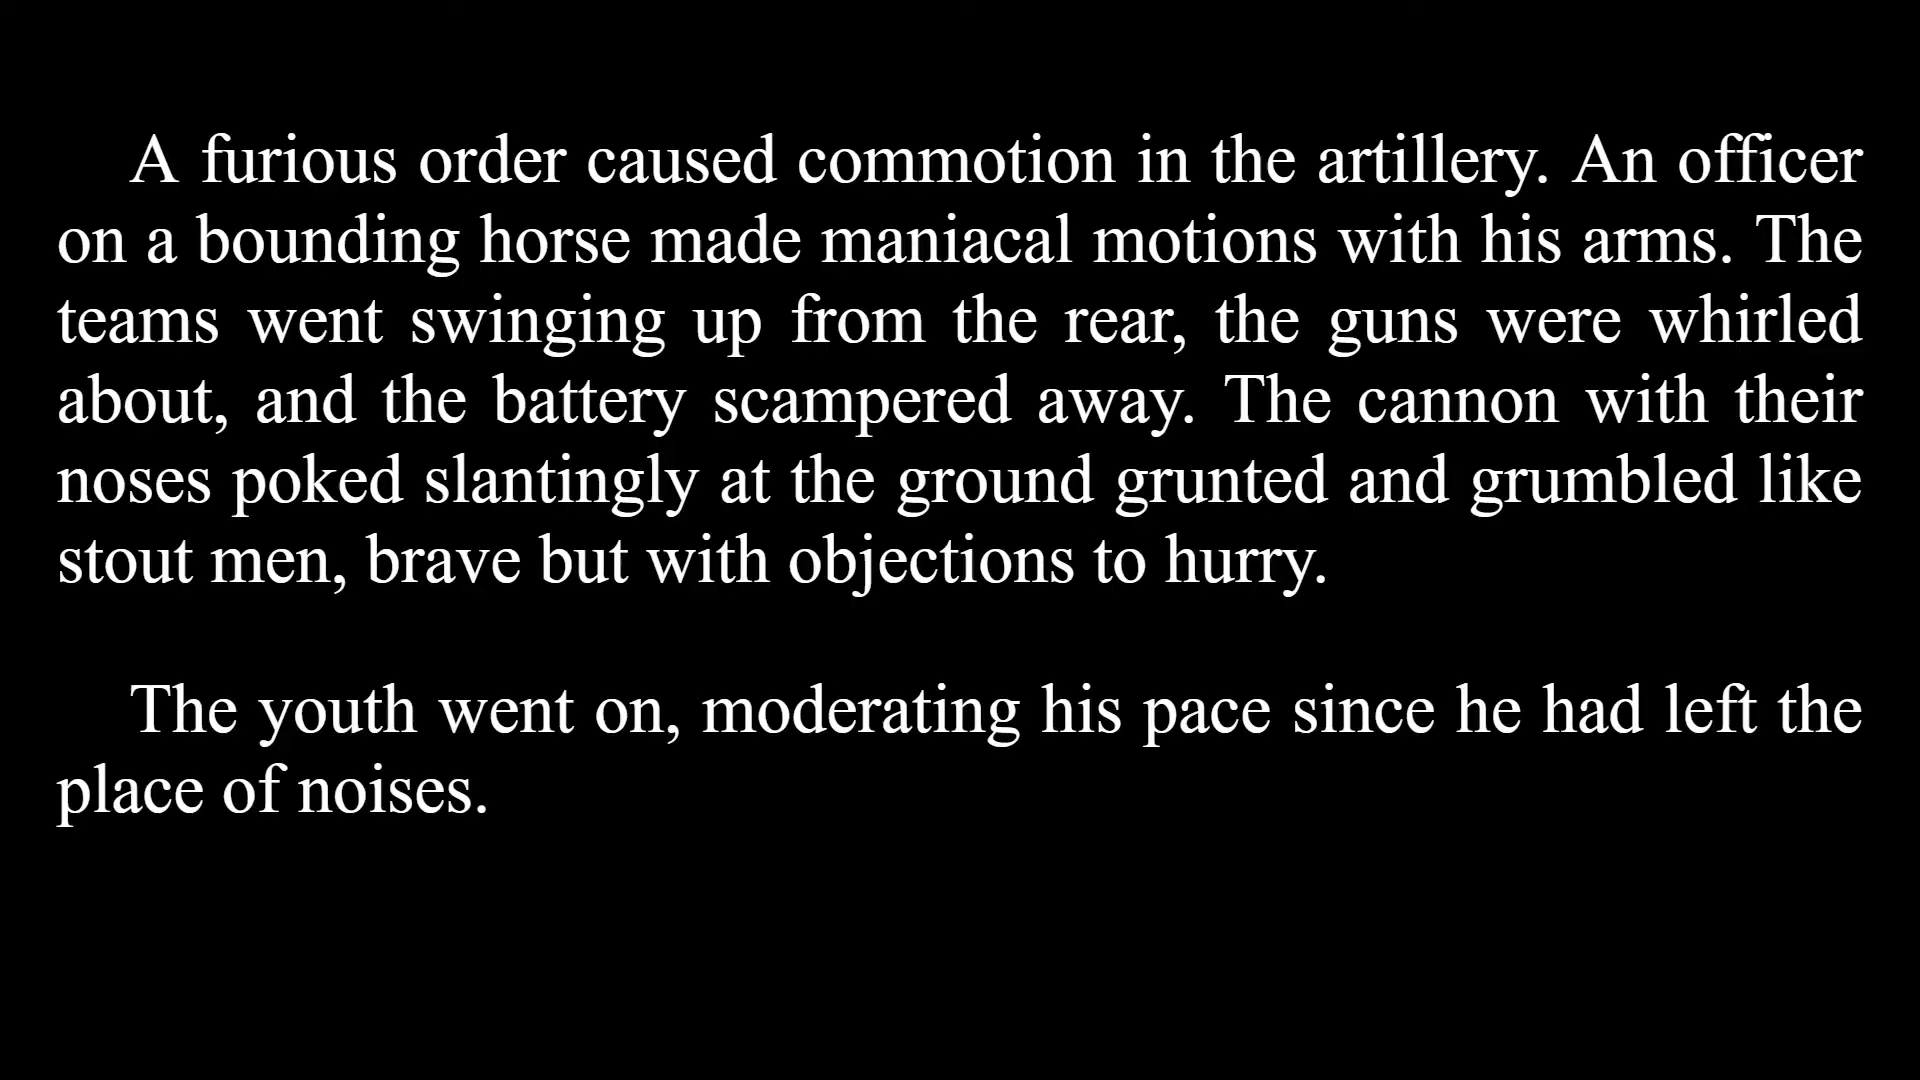 A furious order caused commotion in the artillery. An officer
on a bounding horse made maniacal motions with his arms. The
teams went swinging up from the rear, the guns were whirled
about, and the battery scampered away. The cannon with their
noses poked slantingly at the ground grunted and grumbled like
stout men, brave but with objections to hurry.
The youth went on, moderating his pace since he had left the
place of noises.